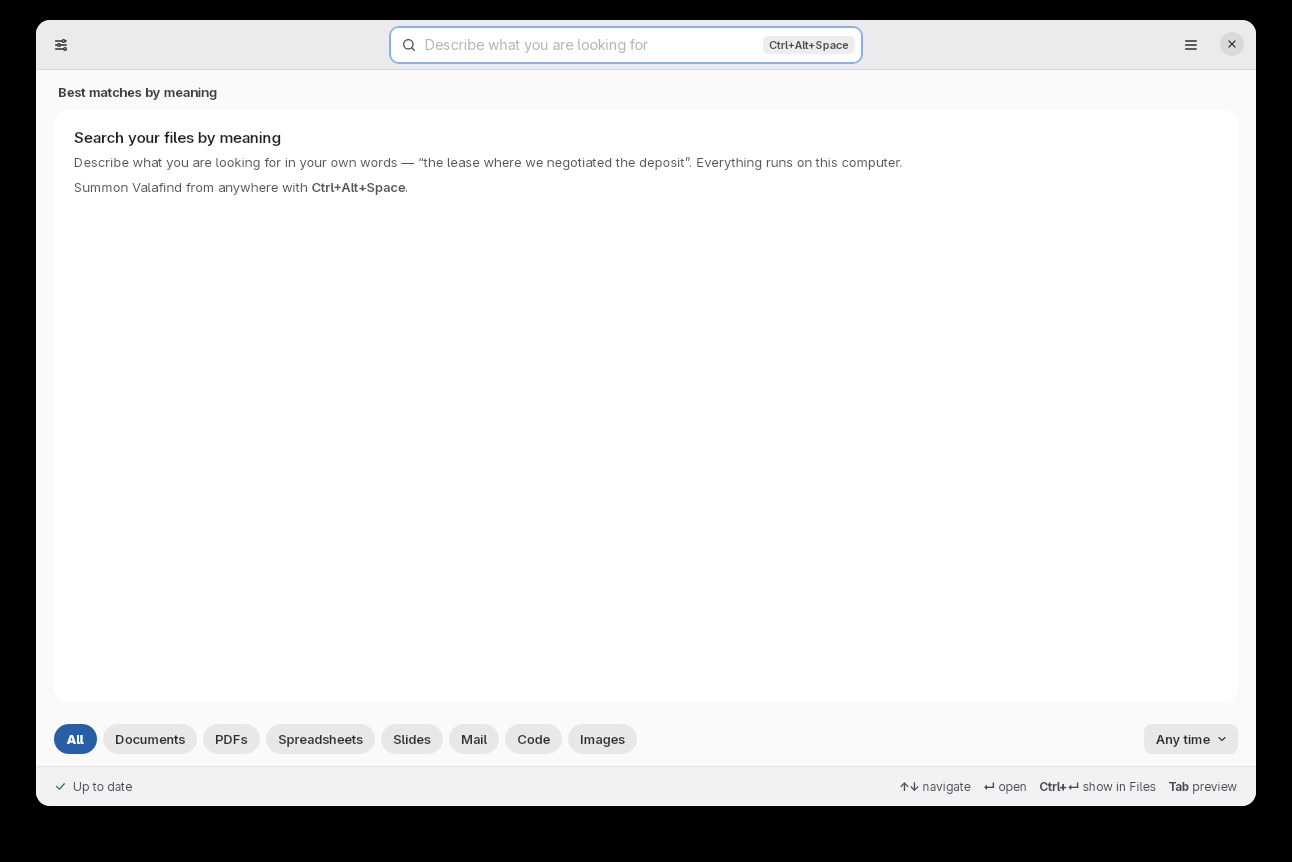 Describe what you are looking for
Ctrl+Alt+Space
Best matches by meaning
Search your files by meaning
Describe what you are looking for in your own words — “the lease where we negotiated the deposit”. Everything runs on this computer.
Summon Valafind from anywhere with Ctrl+Alt+Space.
All Documents PDFs Spreadsheets Slides Mail Code Images Any time
Up to date ↑↓ navigate ↵ open Ctrl+↵ show in Files Tab preview